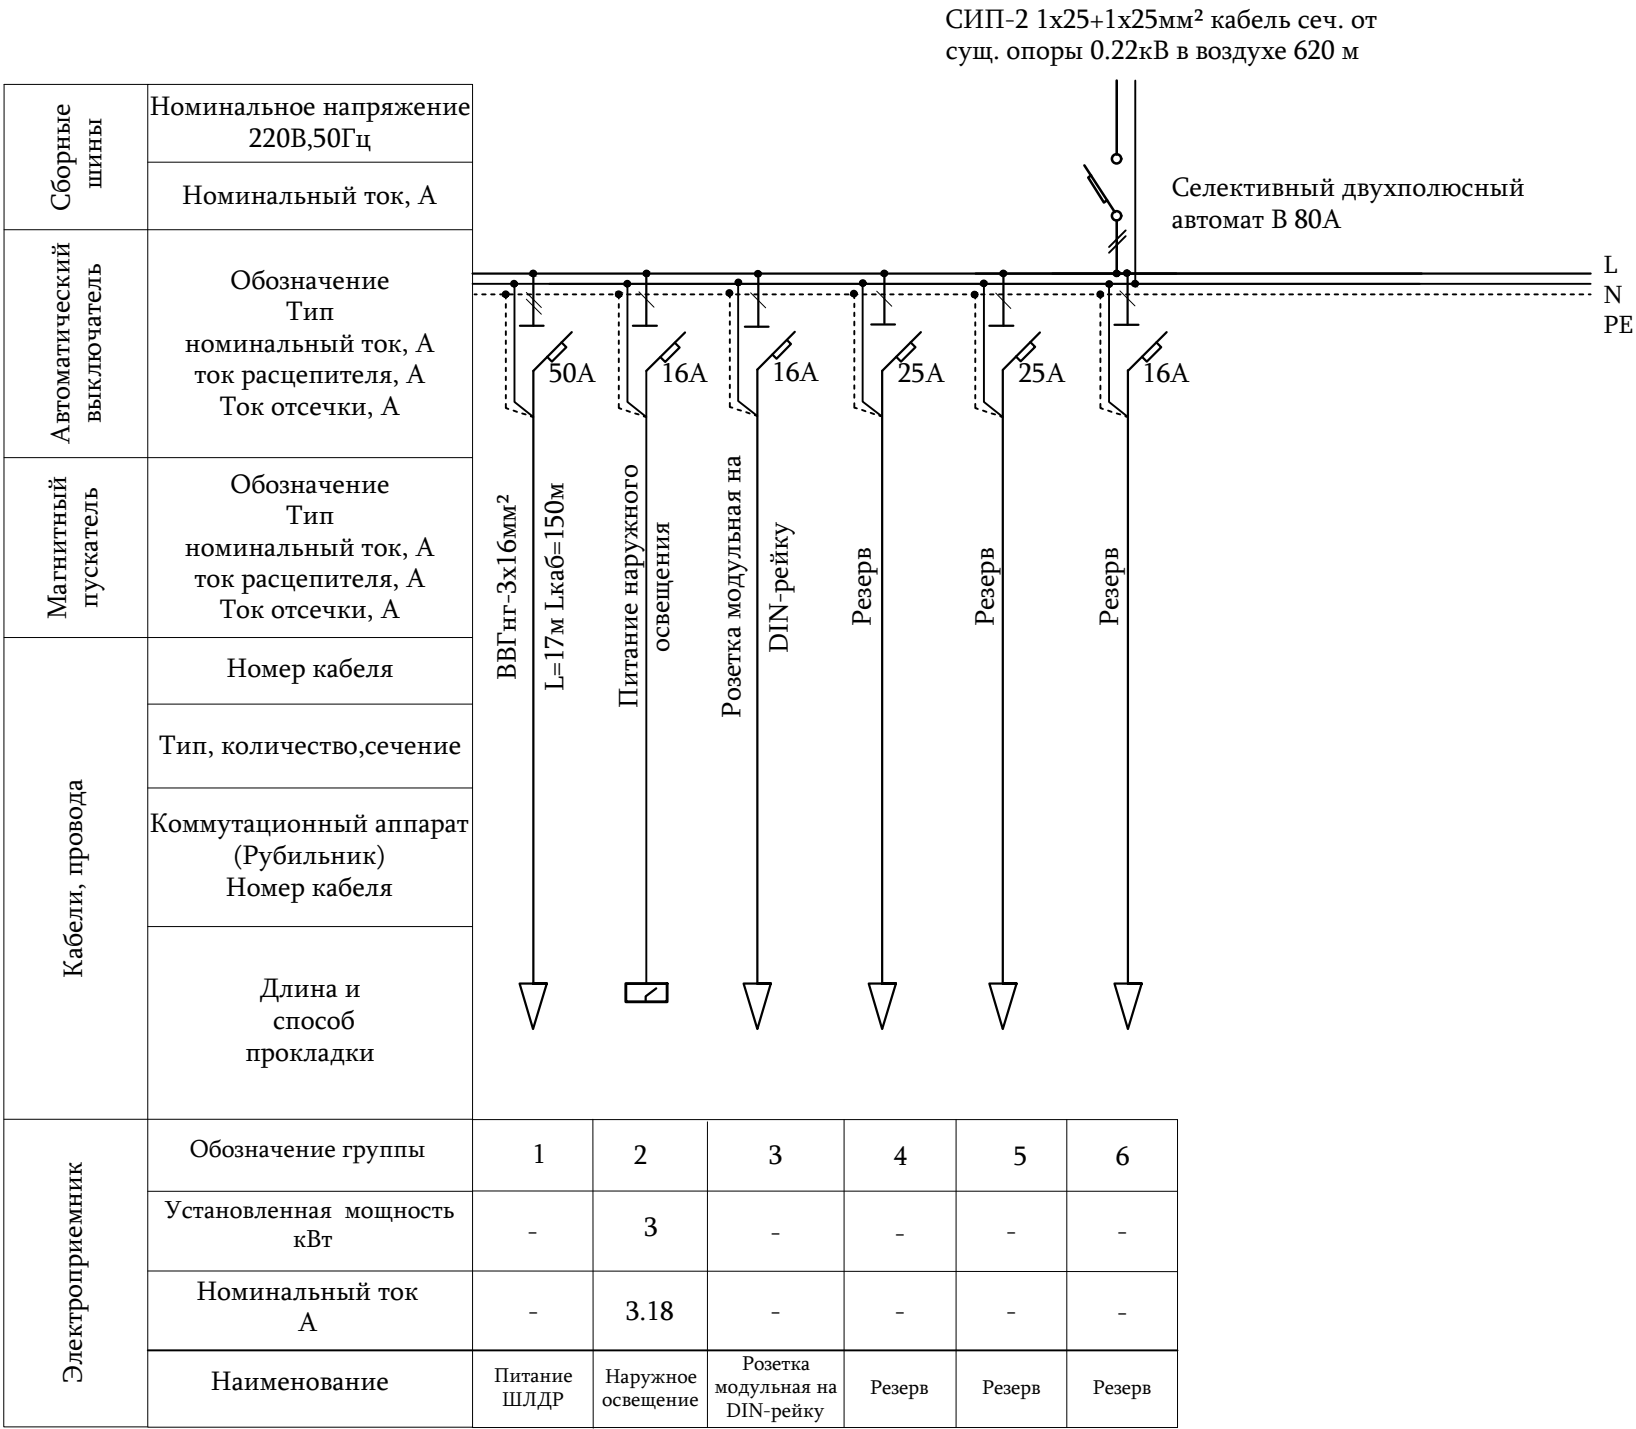 СИП-2 1х25+1х25мм² кабель сеч. от
сущ. опоры 0.22кВ в воздухе 620 м
Селективный двухполюсный
автомат В 80А
L
N
PE
Сборные
шины
Номинальное напряжение
220В,50Гц
Номинальный ток, А
Автоматический
выключатель
Обозначение
Тип
номинальный ток, А
ток расцепителя, А
Ток отсечки, А
50А
16А
16А
25А
25А
16А
Магнитный
пускатель
Обозначение
Тип
номинальный ток, А
ток расцепителя, А
Ток отсечки, А
ВВГнг-3х16мм²
L=17м Lкаб=150м
Питание наружного
освещения
Розетка модульная на
DIN-рейку
Резерв
Резерв
Резерв
Кабели, провода
Номер кабеля
Тип, количество,сечение
Коммутационный аппарат
(Рубильник)
Номер кабеля
Длина и
способ
прокладки
Электроприемник
Обозначение группы
1 2 3 4 5 6
Установленная мощность
кВт
- 3 - - - -
Номинальный ток
А
- 3.18 - - - -
Наименование
Питание
ШЛДР
Наружное
освещение
Розетка
модульная на
DIN-рейку
Резерв
Резерв
Резерв